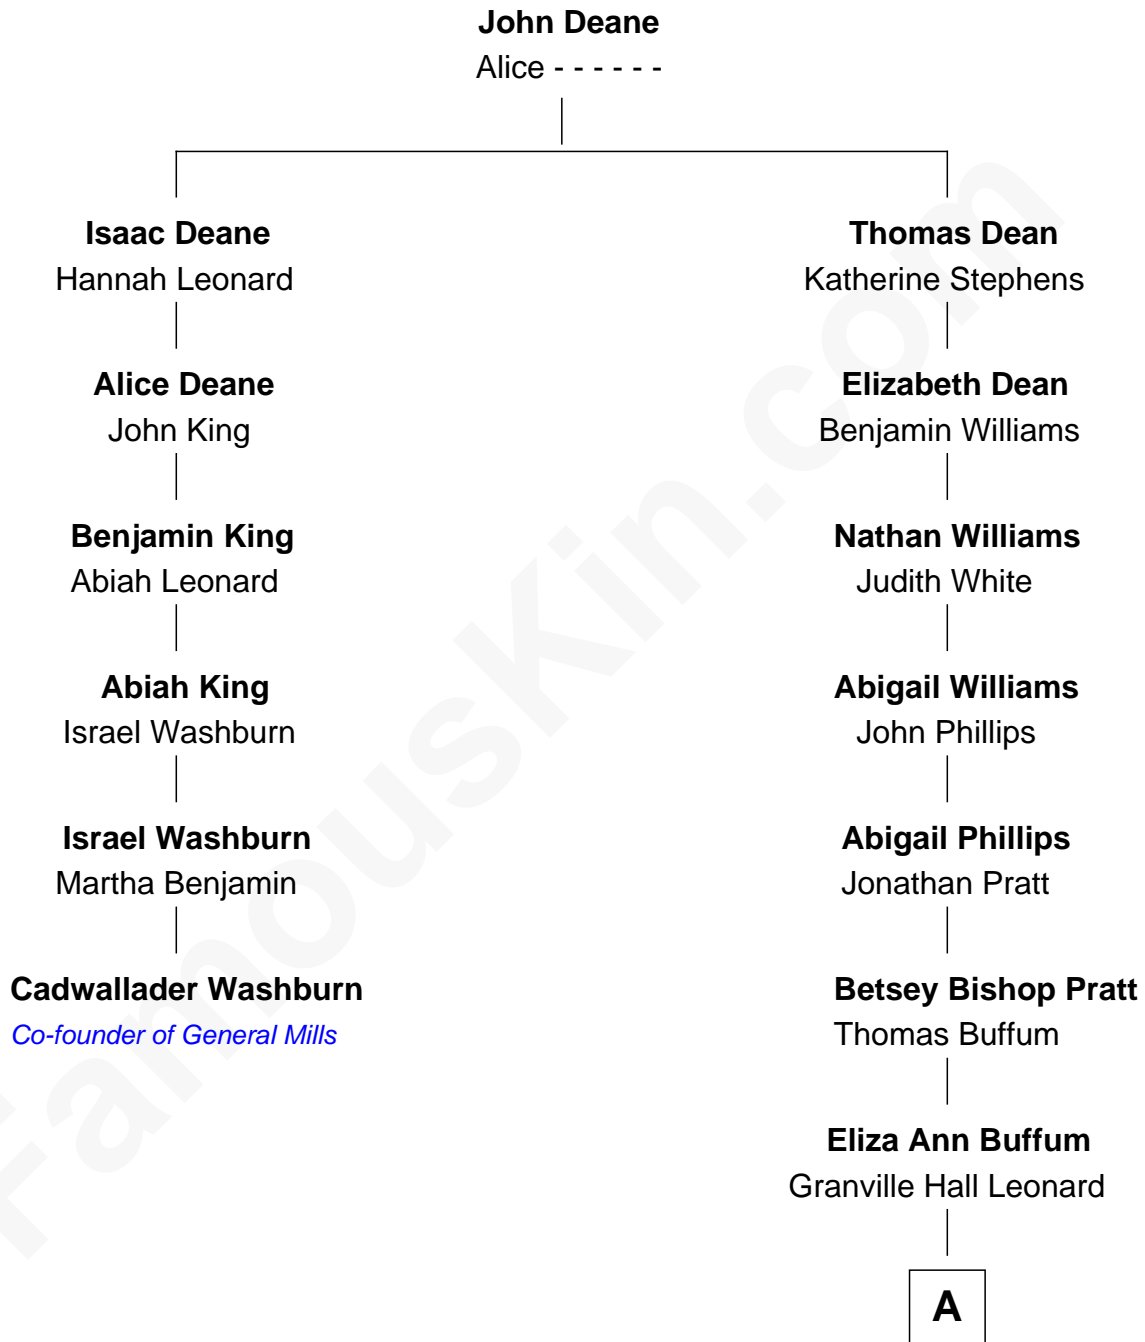 John Deane
Alice - - - - - -
Isaac Deane
Hannah Leonard
Alice Deane
John King
Benjamin King
Abiah Leonard
Abiah King
Israel Washburn
Israel Washburn
Martha Benjamin
Cadwallader Washburn
Co-founder of General Mills
Thomas Dean
Katherine Stephens
Elizabeth Dean
Benjamin Williams
Nathan Williams
Judith White
Abigail Williams
John Phillips
Abigail Phillips
Jonathan Pratt
Betsey Bishop Pratt
Thomas Buffum
Eliza Ann Buffum
Granville Hall Leonard
A
FamousKin.com